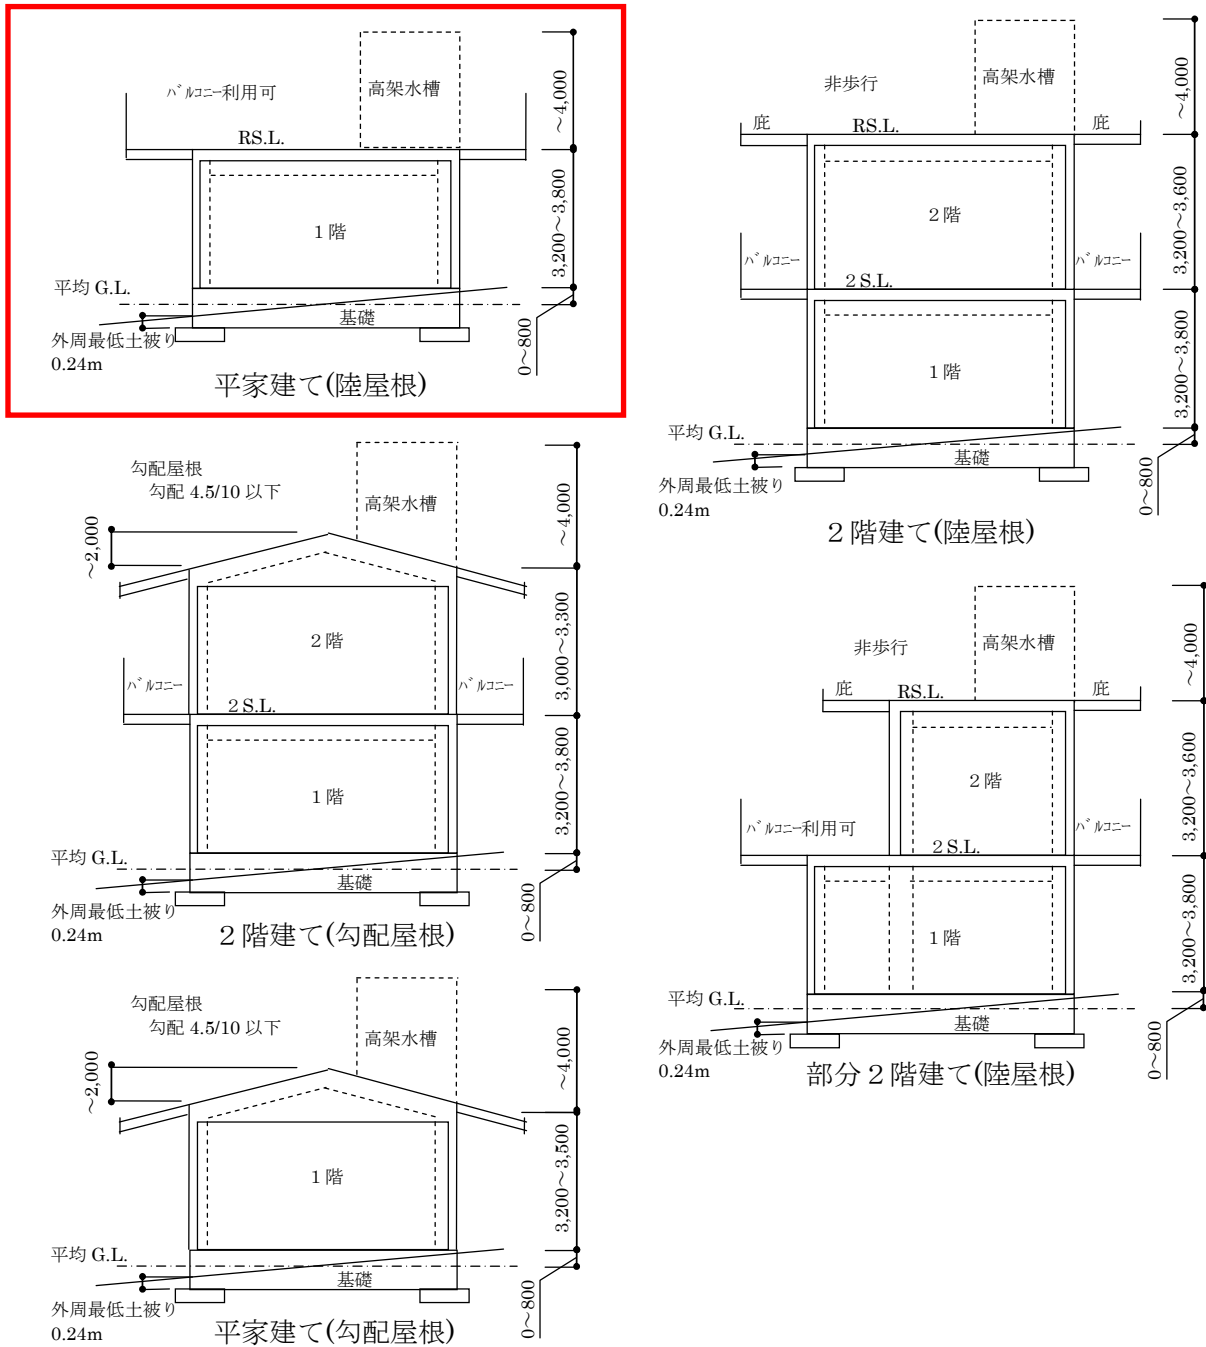 バルコニー利用可
高架水槽
RS.L.
1階
平均 G.L.
基礎
外周最低土被り
0.24m
~4,000
3,200~3,800
0~800
平家建て(陸屋根)
非歩行
高架水槽
庇
RS.L.
庇
2階
バルコニー
バルコニー
2S.L.
1階
平均 G.L.
基礎
外周最低土被り
0.24m
~4,000
3,200~3,600
3,200~3,800
0~800
2階建て(陸屋根)
勾配屋根
勾配 4.5/10 以下
高架水槽
~2,000
2階
バルコニー
バルコニー
2S.L.
1階
平均 G.L.
基礎
外周最低土被り
0.24m
~4,000
3,000~3,300
3,200~3,800
0~800
2階建て(勾配屋根)
非歩行
高架水槽
庇
RS.L.
庇
2階
バルコニー利用可
バルコニー
2S.L.
1階
平均 G.L.
基礎
外周最低土被り
0.24m
~4,000
3,200~3,600
3,200~3,800
0~800
部分2階建て(陸屋根)
勾配屋根
勾配 4.5/10 以下
高架水槽
~2,000
1階
平均 G.L.
基礎
外周最低土被り
0.24m
~4,000
3,200~3,500
0~800
平家建て(勾配屋根)